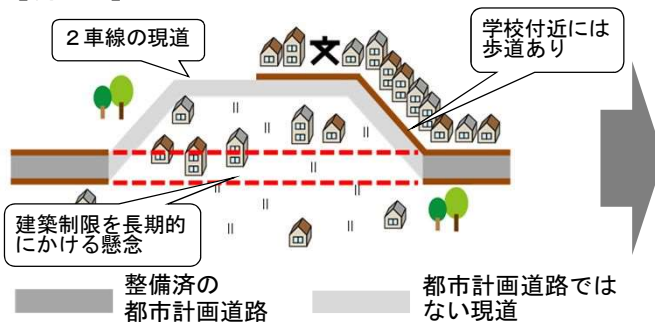 ２車線の現道
文
学校付近には
歩道あり
建築制限を長期的
にかける懸念
整備済の
都市計画道路
都市計画道路では
ない現道